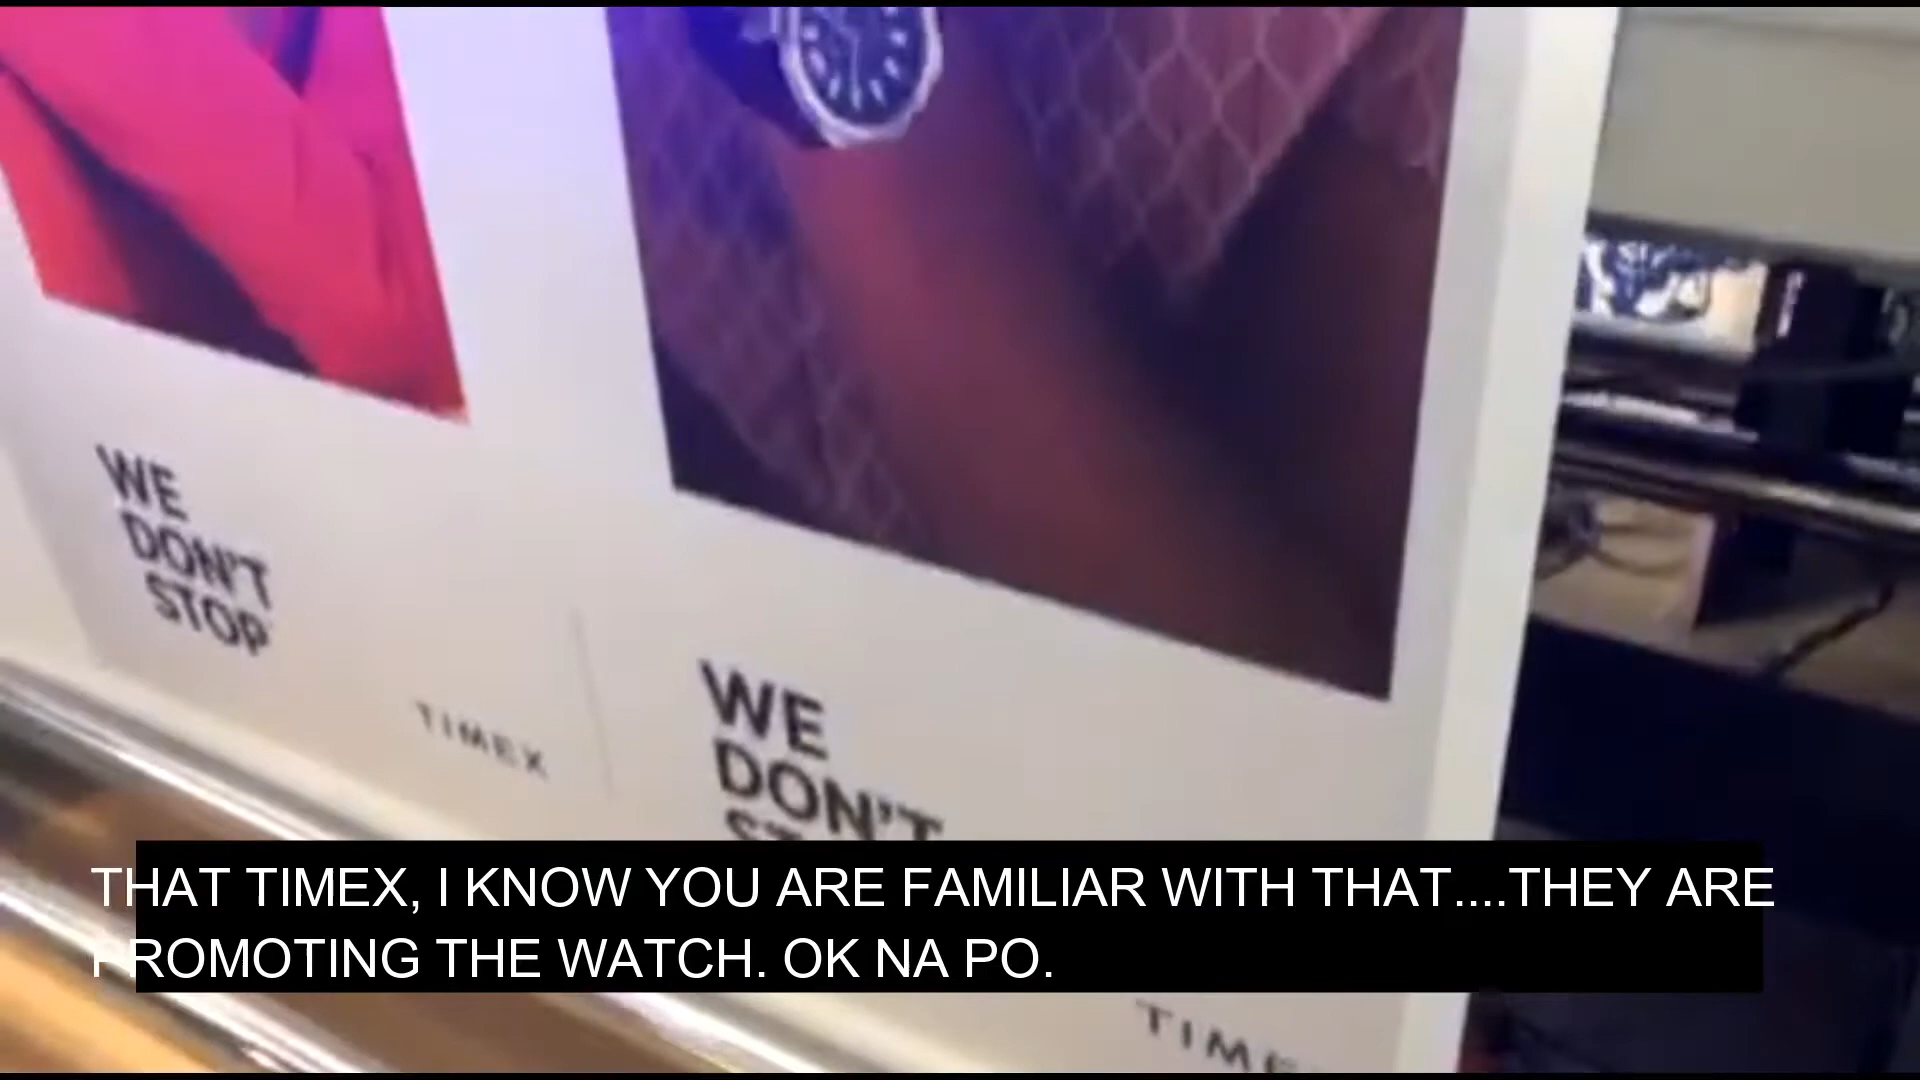 WE
DON'T
STOP
TIMEX
WE
DON'T
THAT TIMEX, I KNOW YOU ARE FAMILIAR WITH THAT....THEY ARE
PROMOTING THE WATCH. OK NA PO.